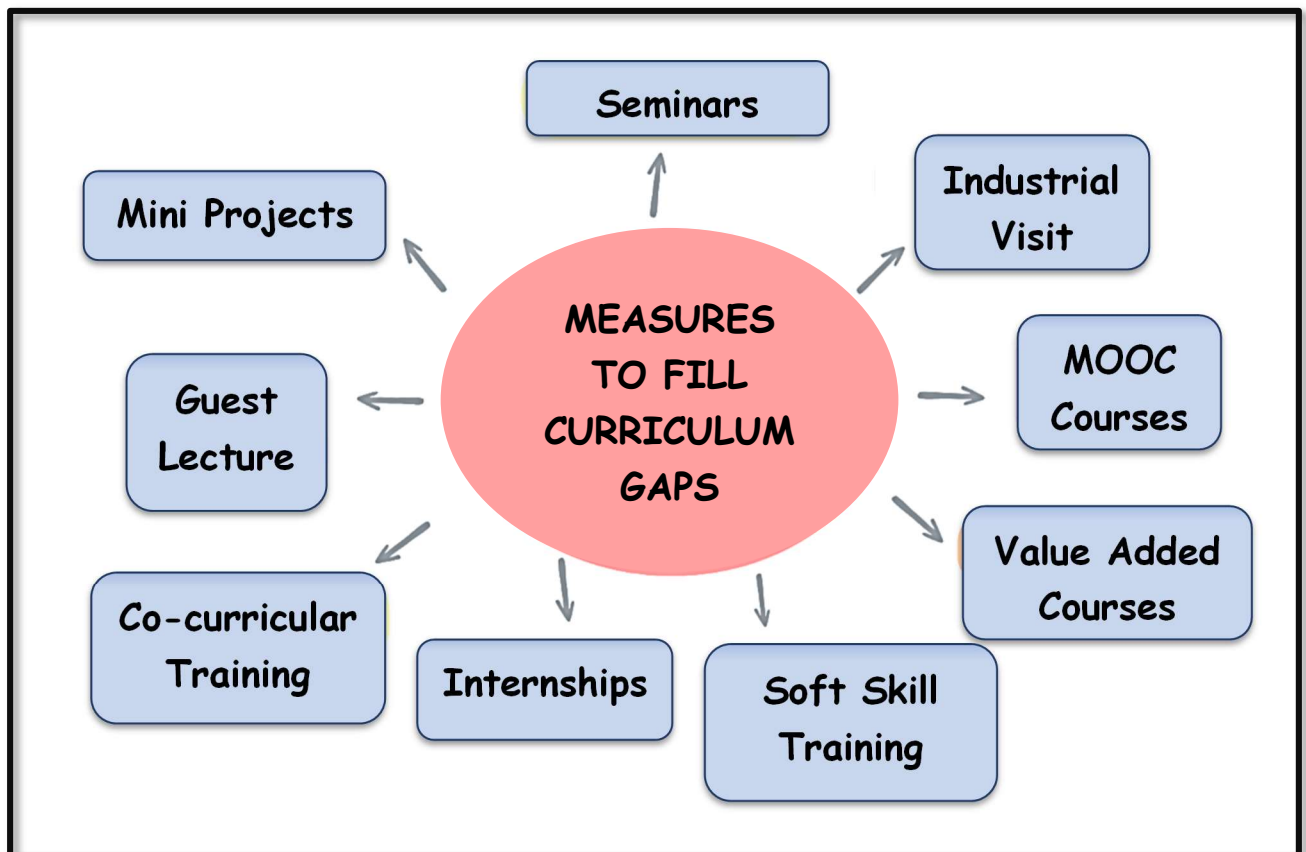 Seminars
Industrial
Visit
Mini Projects
MEASURES
TO FILL
CURRICULUM
GAPS
MOOC
Courses
Guest
Lecture
Value Added
Courses
Co-curricular
Training
Internships
Soft Skill
Training